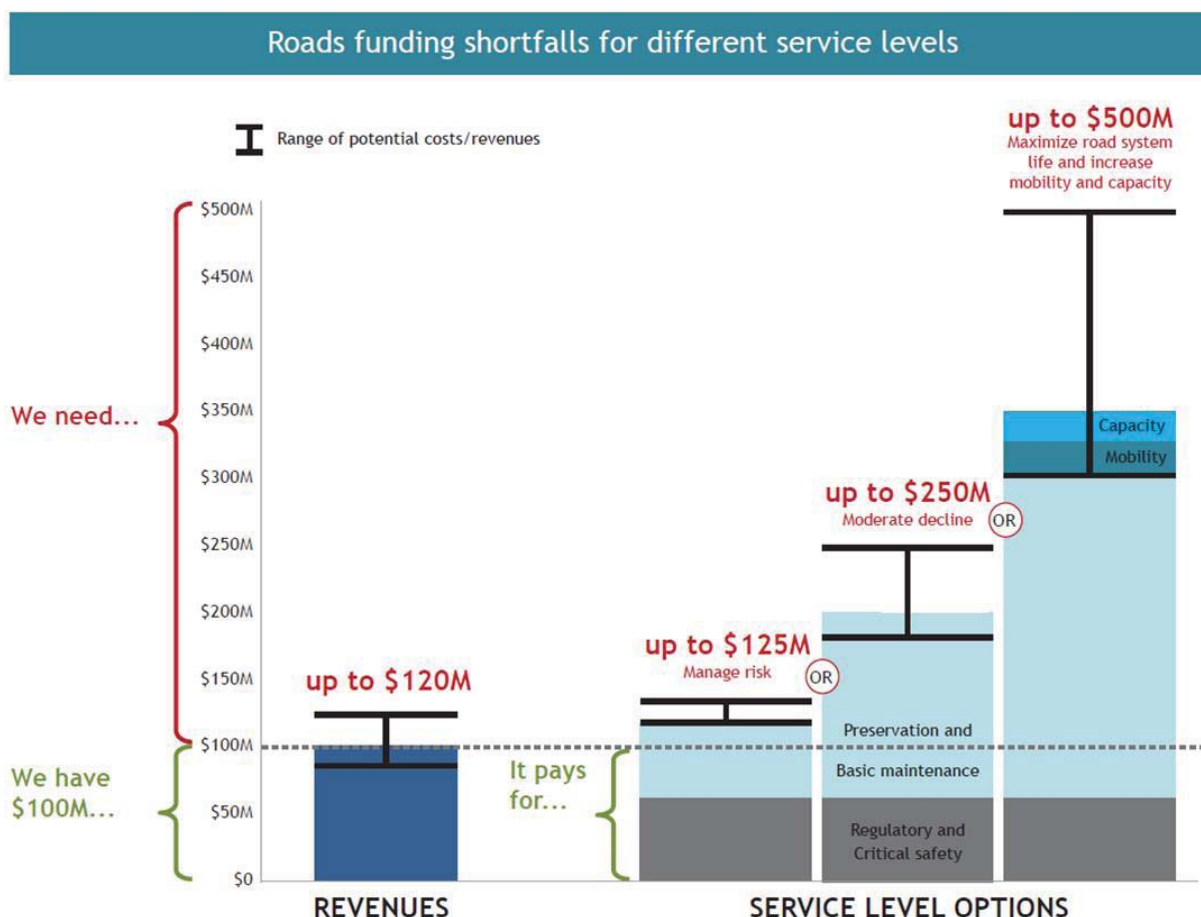 Roads funding shortfalls for different service levels
Range of potential costs/revenues
up to $500M
Maximize road system
life and increase
mobility and capacity
$500M
$450M
$400M
$350M
$300M
$250M
$200M
$150M
$100M
$50M
$0
We need...
We have
$100M...
up to $120M
It pays
for...
up to $125M
Manage risk
OR
up to $250M
Moderate decline
OR
Capacity
Mobility
Preservation and
Basic maintenance
Regulatory and
Critical safety
REVENUES
SERVICE LEVEL OPTIONS